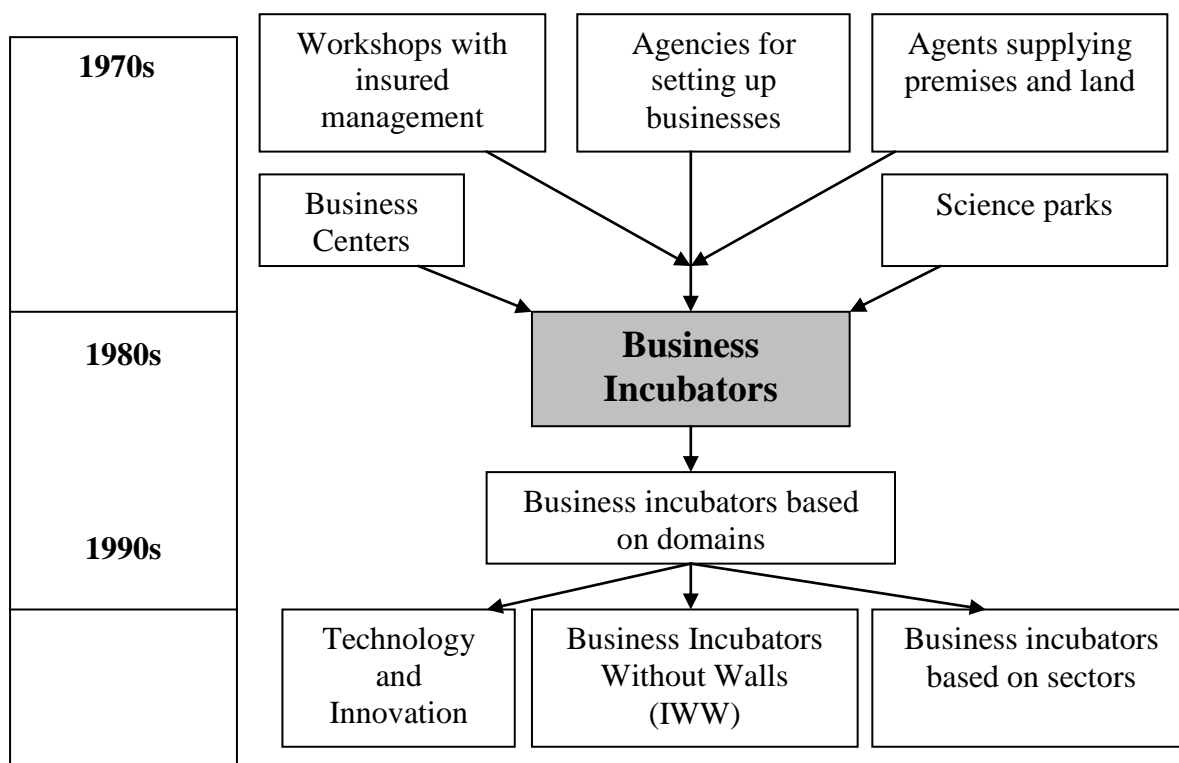 1970s
Workshops with
insured
management
Agencies for
setting up
businesses
Agents supplying
premises and land
Business
Centers
Science parks
1980s
Business
Incubators
Business incubators based
on domains
1990s
Technology
and
Innovation
Business Incubators
Without Walls
(IWW)
Business incubators
based on sectors